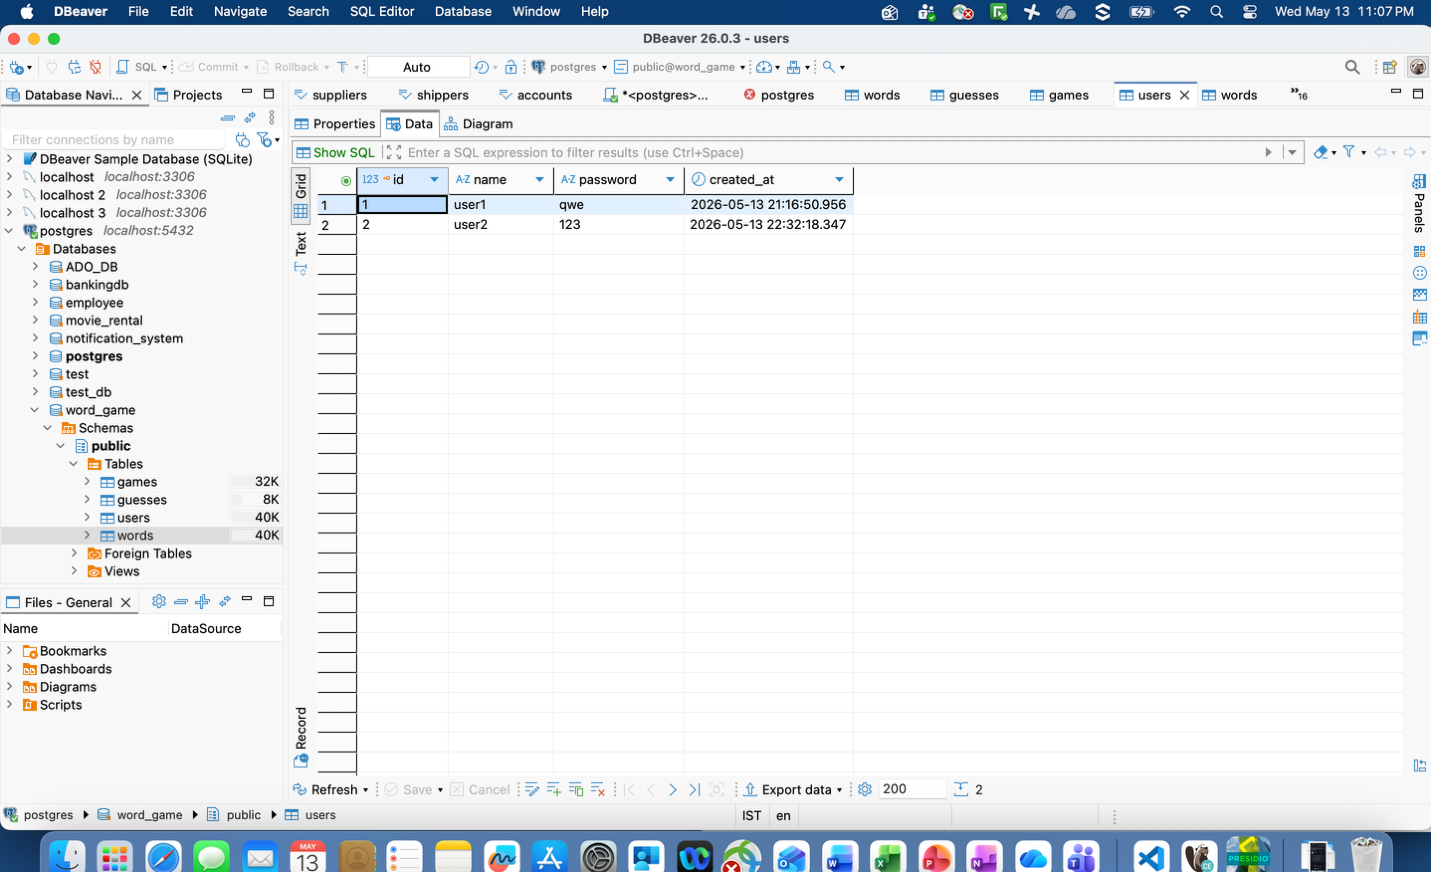 DBeaver File Edit Navigate Search SQL Editor Database Window Help Wed May 13 11:07 PM
DBeaver 26.0.3 - users
SQL Commit Rollback T Auto postgres public@word_game
Database Navi... Projects
suppliers shippers accounts *<postgres>... postgres words guesses games users words »16
Properties Data Diagram
Filter connections by name
Show SQL Enter a SQL expression to filter results (use Ctrl+Space)
DBeaver Sample Database (SQLite)
localhost localhost:3306
localhost 2 localhost:3306
localhost 3 localhost:3306
postgres localhost:5432
Databases
ADO_DB
bankingdb
employee
movie_rental
notification_system
postgres
test
test_db
word_game
Schemas
public
Tables
games 32K
guesses 8K
users 40K
words 40K
Foreign Tables
Views
Grid
Text
Record
123 id A-Z name A-Z password created_at
1 1 user1 qwe 2026-05-13 21:16:50.956
2 2 user2 123 2026-05-13 22:32:18.347
Panels
Files - General
Name DataSource
Bookmarks
Dashboards
Diagrams
Scripts
Refresh Save Cancel Export data 200 2
postgres word_game public users IST en
MAY
13
PRESIDIO